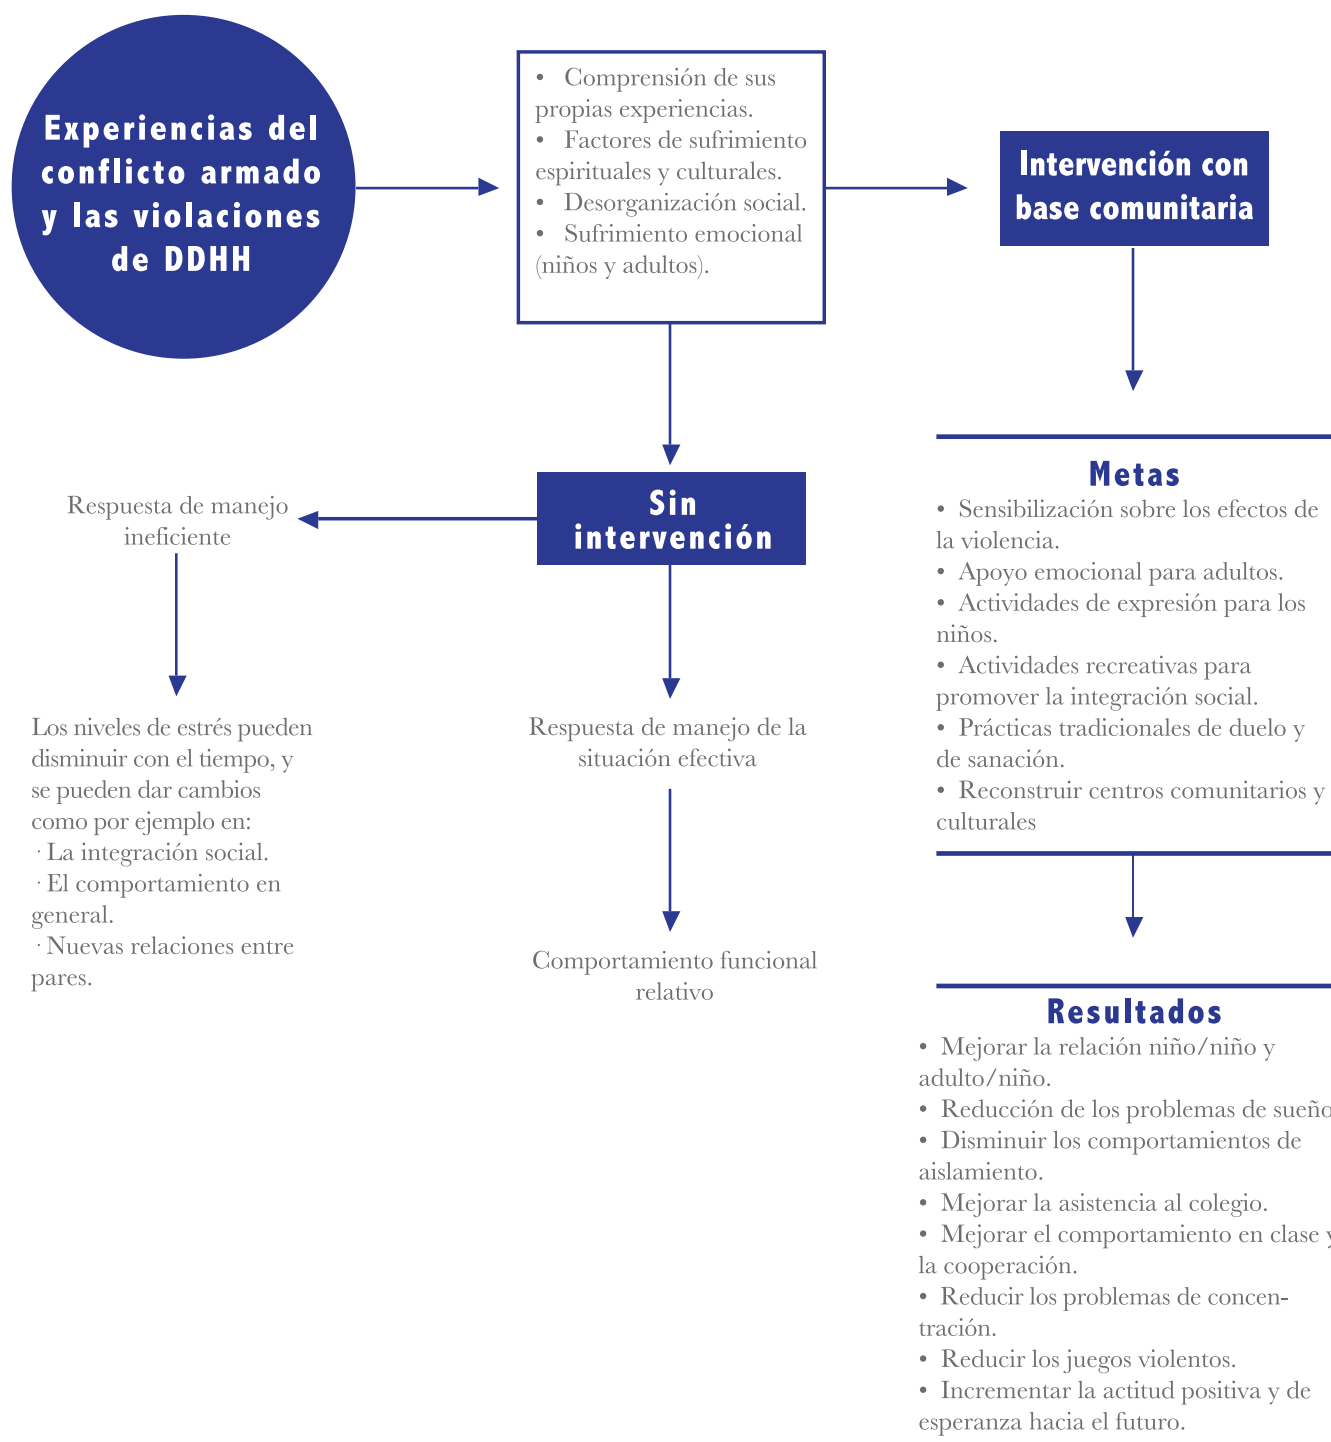 Experiencias del
conflicto armado
y las violaciones
de DDHH
• Comprensión de sus
propias experiencias.
• Factores de sufrimiento
espirituales y culturales.
• Desorganización social.
• Sufrimiento emocional
(niños y adultos).
Intervención con
base comunitaria
Sin
intervención
Respuesta de manejo
ineficiente
Los niveles de estrés pueden
disminuir con el tiempo, y
se pueden dar cambios
como por ejemplo en:
· La integración social.
· El comportamiento en
general.
· Nuevas relaciones entre
pares.
Respuesta de manejo de la
situación efectiva
Comportamiento funcional
relativo
Metas
• Sensibilización sobre los efectos de
la violencia.
• Apoyo emocional para adultos.
• Actividades de expresión para los
niños.
• Actividades recreativas para
promover la integración social.
• Prácticas tradicionales de duelo y
de sanación.
• Reconstruir centros comunitarios y
culturales
Resultados
• Mejorar la relación niño/niño y
adulto/niño.
• Reducción de los problemas de sueño
• Disminuir los comportamientos de
aislamiento.
• Mejorar la asistencia al colegio.
• Mejorar el comportamiento en clase y
la cooperación.
• Reducir los problemas de concen-
tración.
• Reducir los juegos violentos.
• Incrementar la actitud positiva y de
esperanza hacia el futuro.